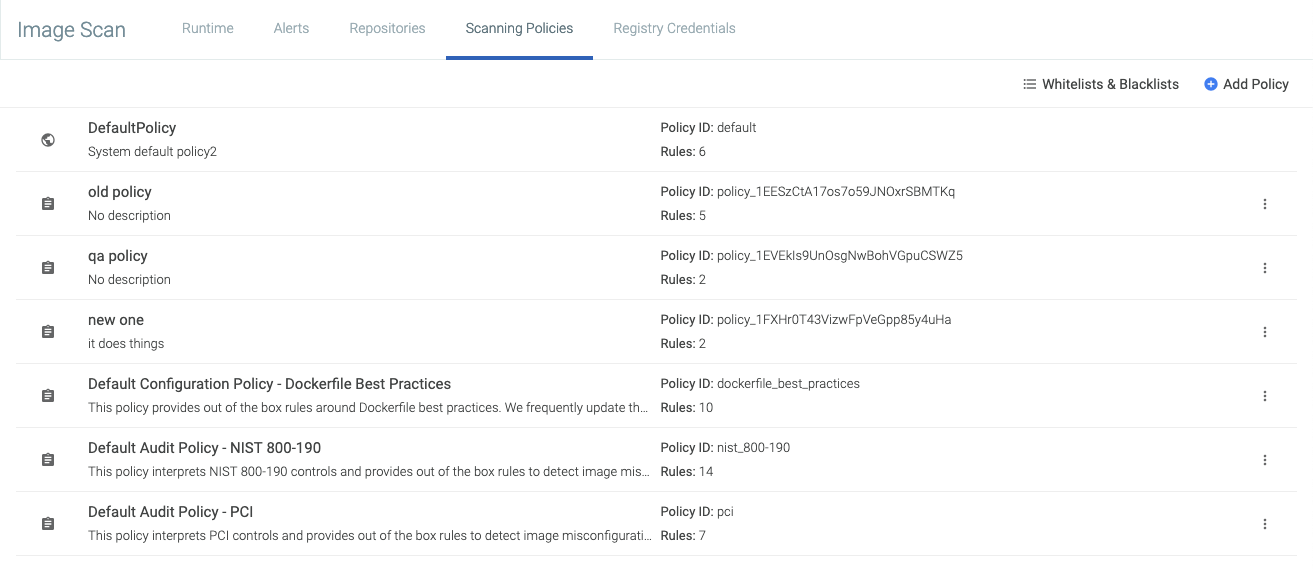 Image Scan Runtime Alerts Repositories Scanning Policies Registry Credentials
Whitelists & Blacklists Add Policy
DefaultPolicy Policy ID: default
System default policy2 Rules: 6
old policy Policy ID: policy_1EESzCtA17os7o59JNOxrSBMTKq
No description Rules: 5
qa policy Policy ID: policy_1EVEkIs9UnOsgNwBohVGpuCSWZ5
No description Rules: 2
new one Policy ID: policy_1FXHr0T43VizwFpVeGpp85y4uHa
it does things Rules: 2
Default Configuration Policy - Dockerfile Best Practices Policy ID: dockerfile_best_practices
This policy provides out of the box rules around Dockerfile best practices. We frequently update th... Rules: 10
Default Audit Policy - NIST 800-190 Policy ID: nist_800-190
This policy interprets NIST 800-190 controls and provides out of the box rules to detect image mis... Rules: 14
Default Audit Policy - PCI Policy ID: pci
This policy interprets PCI controls and provides out of the box rules to detect image misconfigurati... Rules: 7